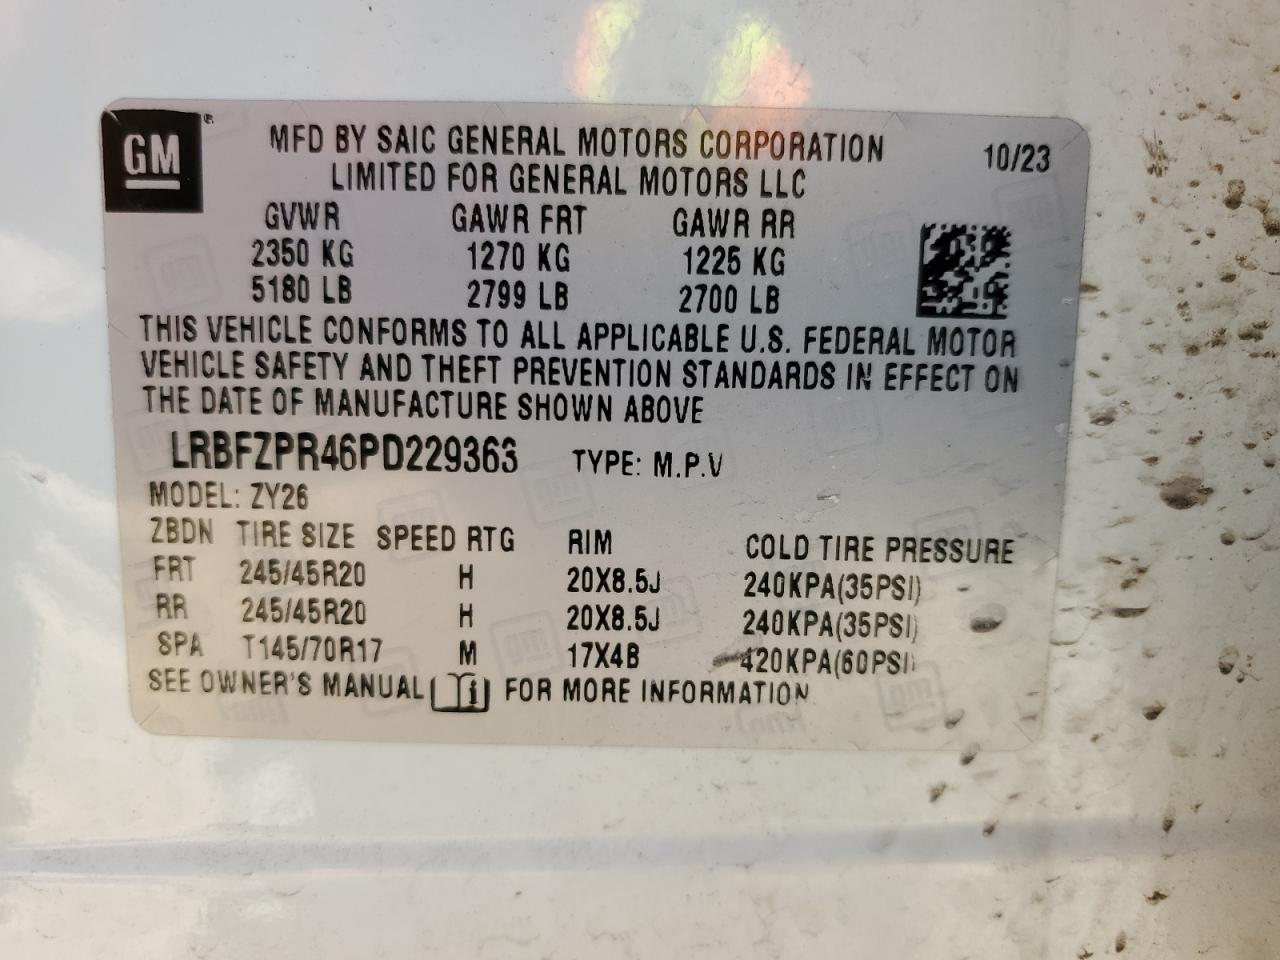 GM
MFD BY SAIC GENERAL MOTORS CORPORATION
LIMITED FOR GENERAL MOTORS LLC
10/23
GVWR GAWR FRT GAWR RR
2350 KG 1270 KG 1225 KG
5180 LB 2799 LB 2700 LB
THIS VEHICLE CONFORMS TO ALL APPLICABLE U.S. FEDERAL MOTOR
VEHICLE SAFETY AND THEFT PREVENTION STANDARDS IN EFFECT ON
THE DATE OF MANUFACTURE SHOWN ABOVE
LRBFZPR46PD229363 TYPE: M.P.V
MODEL: ZY26
ZBDN TIRE SIZE SPEED RTG RIM COLD TIRE PRESSURE
FRT 245/45R20 H 20X8.5J 240KPA(35PSI)
RR 245/45R20 H 20X8.5J 240KPA(35PSI)
SPA T145/70R17 M 17X4B 420KPA(60PSI)
SEE OWNER'S MANUAL i FOR MORE INFORMATION